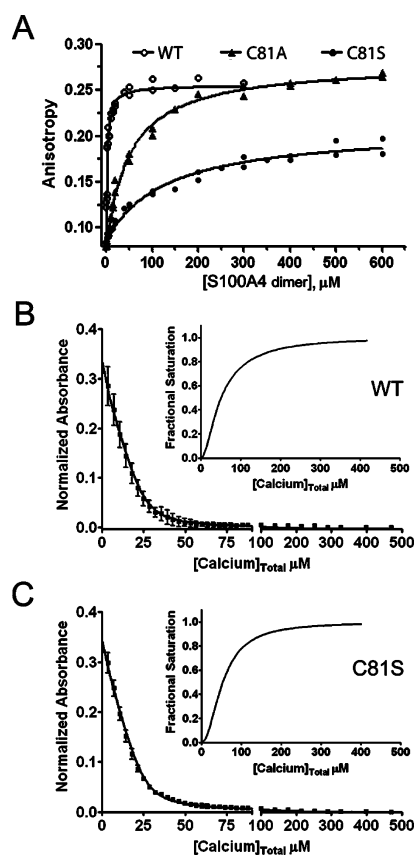 A
WT C81A C81S
0.30
0.25
0.20
0.15
0.10
Anisotropy
0 100 200 300 400 500 600
[S100A4 dimer], μM
B
0.4
0.3
0.2
0.1
0.0
Normalized Absorbance
0 25 50 75 100 200 300 400 500
[Calcium]Total μM
1.0
0.8
0.6
0.4
0.2
0.0
Fractional Saturation
0 100 200 300 400 500
[Calcium]Total μM
WT
C
0.4
0.3
0.2
0.1
0.0
Normalized Absorbance
0 25 50 75 100 200 300 400 500
[Calcium]Total μM
1.0
0.8
0.6
0.4
0.2
0.0
Fractional Saturation
0 100 200 300 400 500
[Calcium]Total μM
C81S